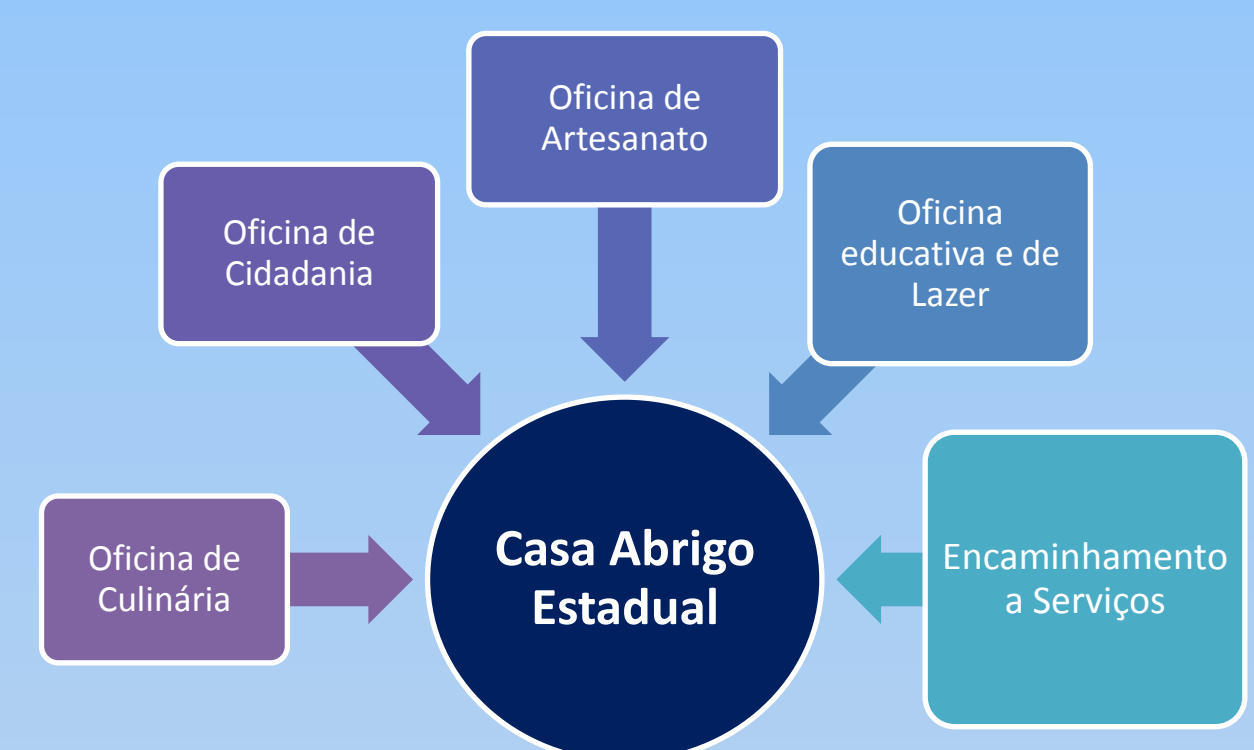 Oficina de
Artesanato
Oficina de
Cidadania
Oficina
educativa e de
Lazer
Oficina de
Culinária
Casa Abrigo
Estadual
Encaminhamento
a Serviços